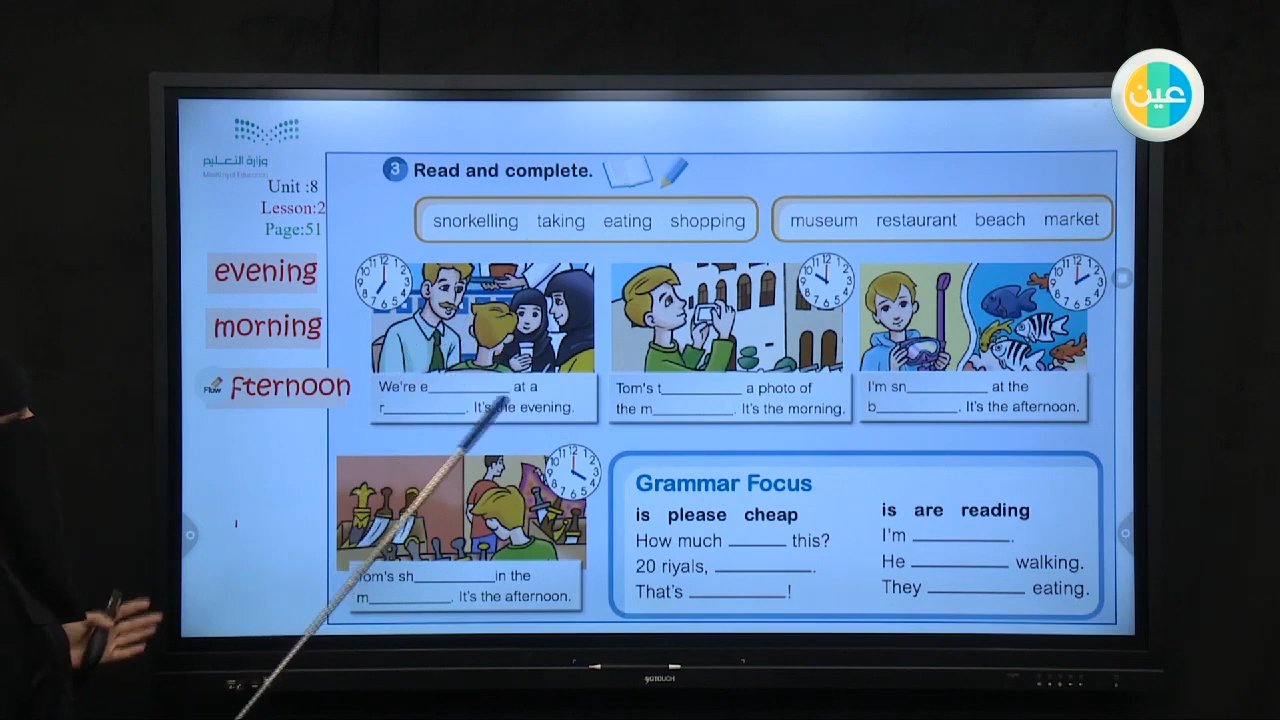 عين
وزارة التعليم
Ministry of Education
Unit :8
Lesson:2
Page:51
evening
morning
fternoon
3 Read and complete.
snorkelling taking eating shopping
museum restaurant beach market
We're e__________ at a
r__________. It's the evening.
Tom's t__________ a photo of
the m__________. It's the morning.
I'm sn__________ at the
b__________. It's the afternoon.
Tom's sh__________in the
m__________. It's the afternoon.
Grammar Focus
is please cheap
How much ______ this?
20 riyals, __________.
That's __________!
is are reading
I'm __________.
He __________ walking.
They __________ eating.